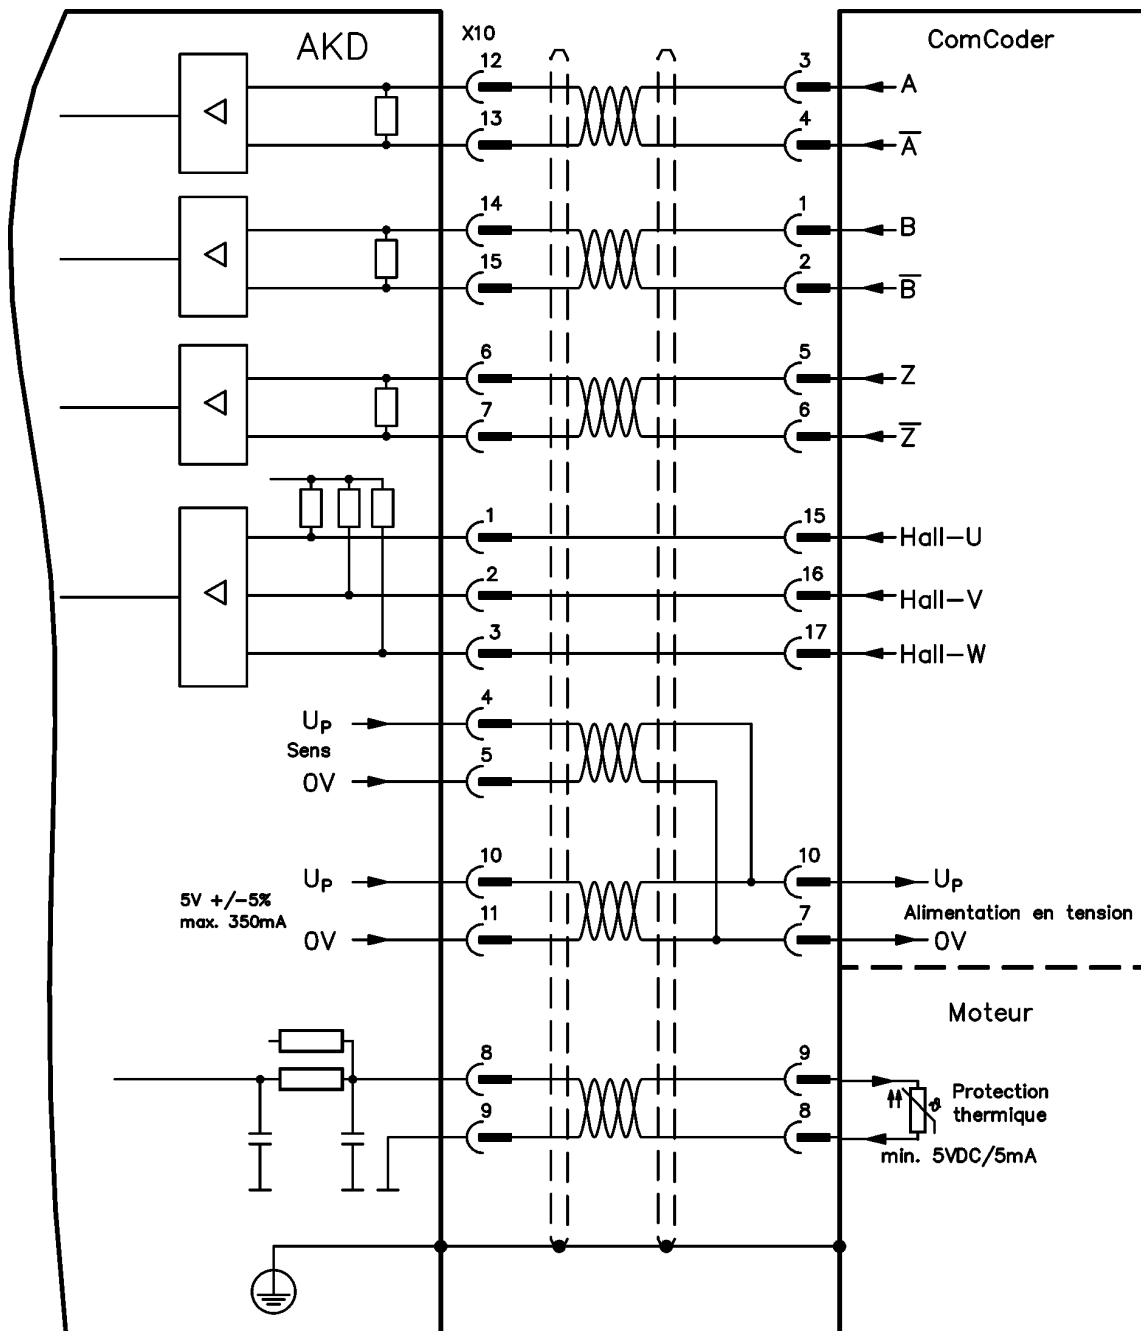 AKD
X10
ComCoder
12
3
A
13
4
A̅
14
1
B
15
2
B̅
6
5
Z
7
6
Z̅
1
15
Hall-U
2
16
Hall-V
3
17
Hall-W
UP
4
Sens
0V
5
5V +/-5%
max. 350mA
UP
10
10
UP
Alimentation en tension
0V
11
7
0V
Moteur
8
9
Protection
thermique
ϑ
9
8
min. 5VDC/5mA